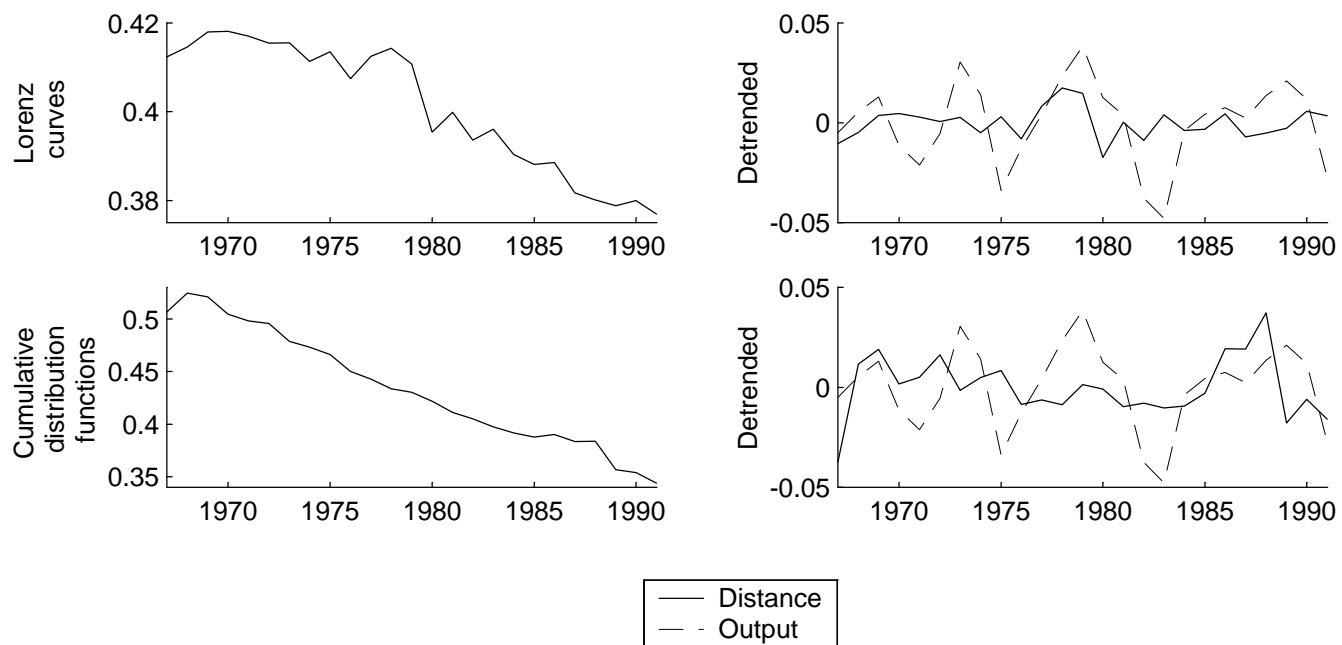 0.42
0.4
0.38
Lorenz
curves
1970 1975 1980 1985 1990
0.05
0
-0.05
Detrended
1970 1975 1980 1985 1990
0.5
0.45
0.4
0.35
Cumulative
distribution
functions
1970 1975 1980 1985 1990
0.05
0
-0.05
Detrended
1970 1975 1980 1985 1990
Distance
Output